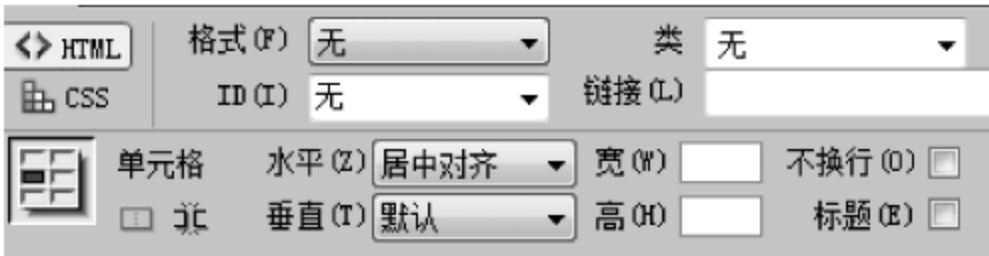 HTML 格式(F) 无 类 无
CSS ID(I) 无 链接(L)
单元格 水平(Z) 居中对齐 宽(W) 不换行(O)
垂直(T) 默认 高(H) 标题(E)